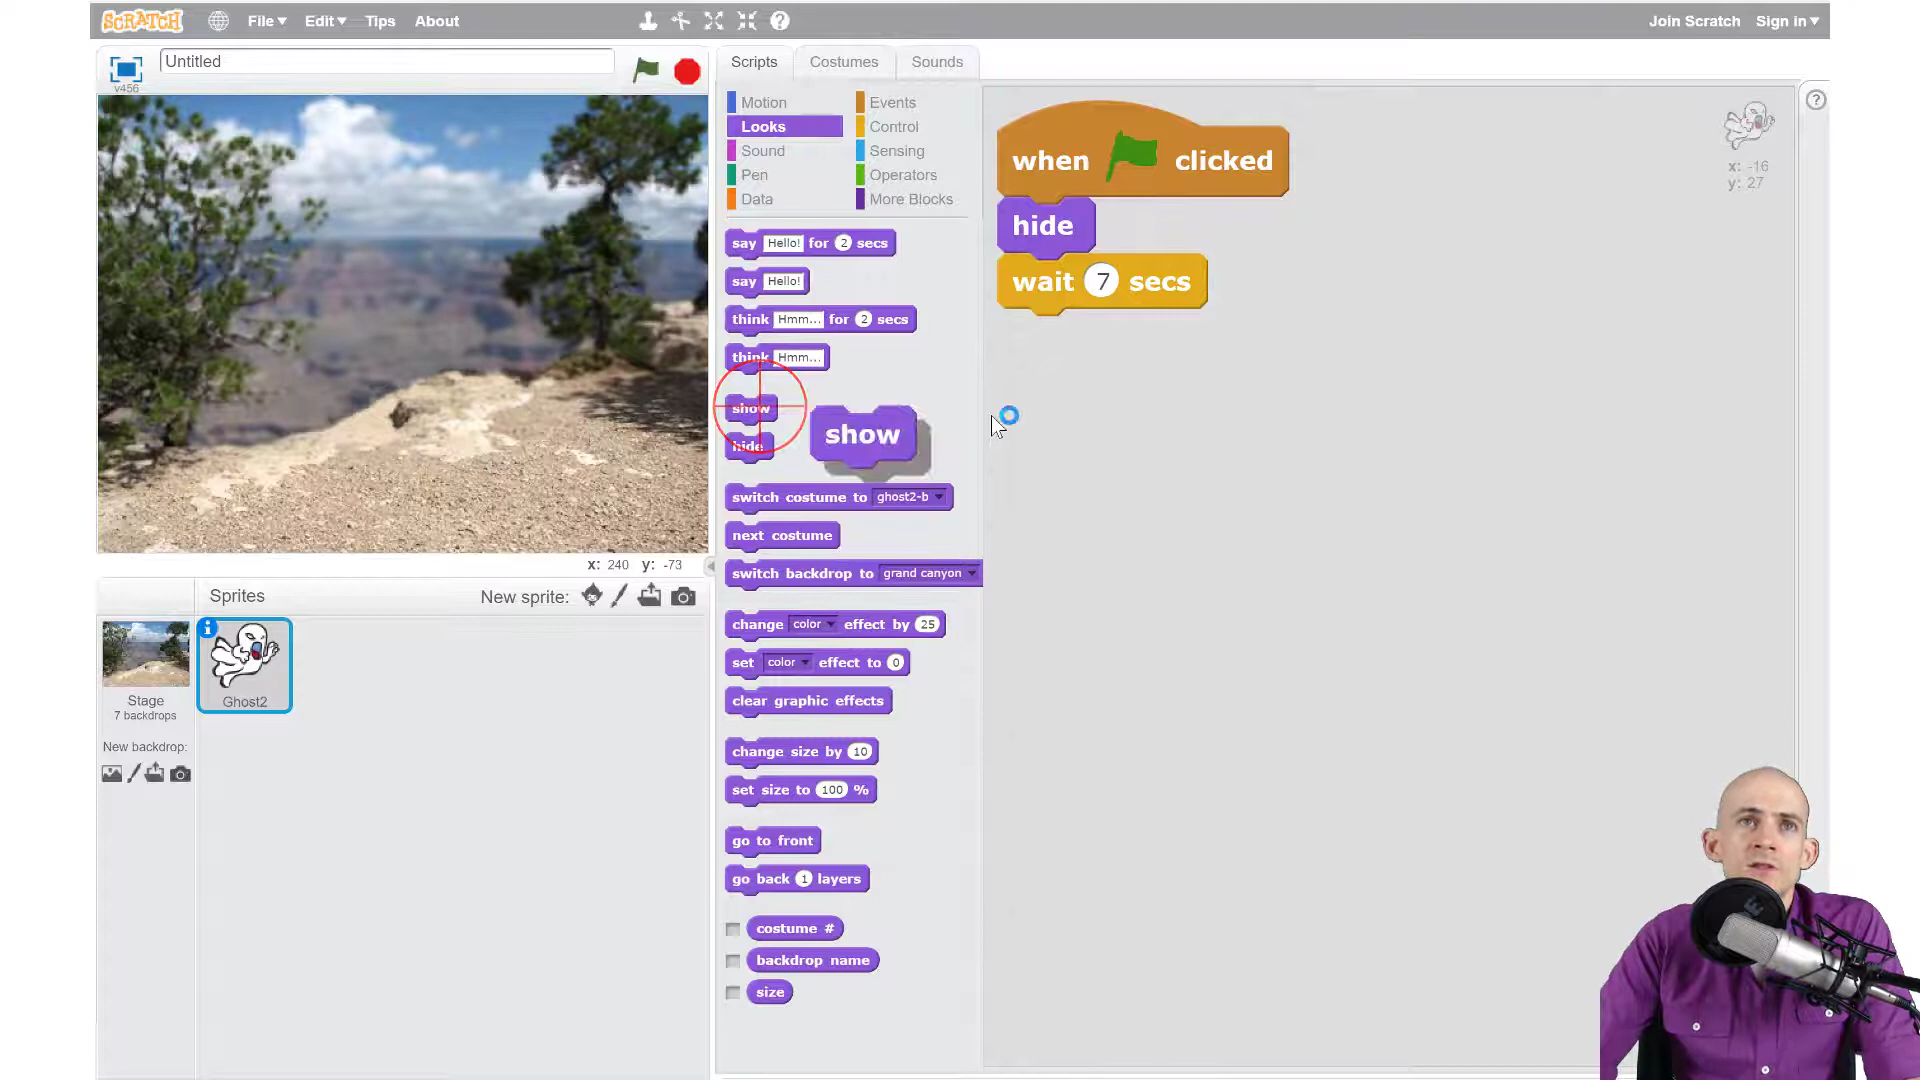 SCRATCH File▾ Edit▾ Tips About Join Scratch Sign in▾
Untitled
v456
Scripts Costumes Sounds
Motion Events
Looks Control
Sound Sensing
Pen Operators
Data More Blocks
say Hello! for 2 secs
say Hello!
think Hmm... for 2 secs
think Hmm...
show
hide
show
switch costume to ghost2-b
next costume
switch backdrop to grand canyon
change color effect by 25
set color effect to 0
clear graphic effects
change size by 10
set size to 100 %
go to front
go back 1 layers
costume #
backdrop name
size
when clicked
hide
wait 7 secs
x: -16
y: 27
x: 240 y: -73
Sprites New sprite:
Stage
7 backdrops
New backdrop:
Ghost2